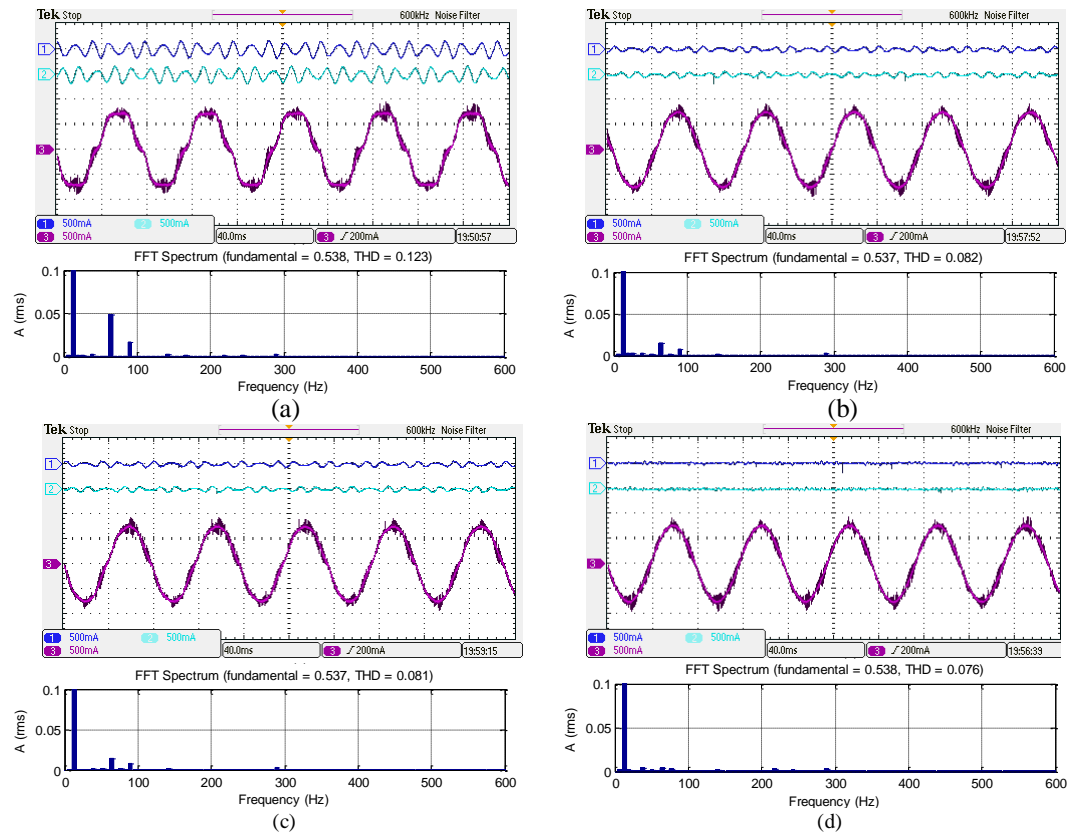 Tek Stop 600kHz Noise Filter
1
2
3
1 500mA 2 500mA
3 500mA 40.0ms 3 200mA 19:50:57
FFT Spectrum (fundamental = 0.538, THD = 0.123)
A (rms)
0.1
0.05
0
0 100 200 300 400 500 600
Frequency (Hz)
(a)
Tek Stop 600kHz Noise Filter
1
2
3
1 500mA 2 500mA
3 500mA 40.0ms 3 200mA 19:57:52
FFT Spectrum (fundamental = 0.537, THD = 0.082)
A (rms)
0.1
0.05
0
0 100 200 300 400 500 600
Frequency (Hz)
(b)
Tek Stop 600kHz Noise Filter
1
2
3
1 500mA 2 500mA
3 500mA 40.0ms 3 200mA 19:59:15
FFT Spectrum (fundamental = 0.537, THD = 0.081)
A (rms)
0.1
0.05
0
0 100 200 300 400 500 600
Frequency (Hz)
(c)
Tek Stop 600kHz Noise Filter
1
2
3
1 500mA 2 500mA
3 500mA 40.0ms 3 200mA 19:56:39
FFT Spectrum (fundamental = 0.538, THD = 0.076)
A (rms)
0.1
0.05
0
0 100 200 300 400 500 600
Frequency (Hz)
(d)